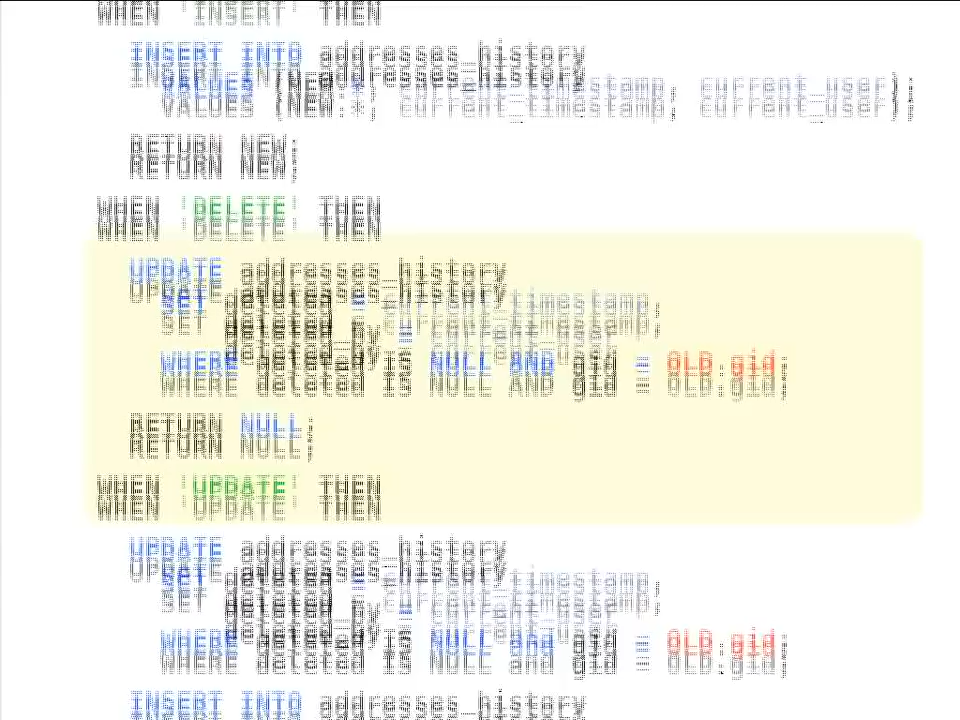 WHEN 'INSERT' THEN
INSERT INTO addresses_history
VALUES (NEW.*, current_timestamp, current_user);
RETURN NEW;
WHEN 'DELETE' THEN
UPDATE addresses_history
SET deleted = current_timestamp,
deleted_by = current_user
WHERE deleted IS NULL AND gid = OLD.gid;
RETURN NULL;
WHEN 'UPDATE' THEN
UPDATE addresses_history
SET deleted = current_timestamp,
deleted_by = current_user
WHERE deleted IS NULL and gid = OLD.gid;
INSERT INTO addresses_history